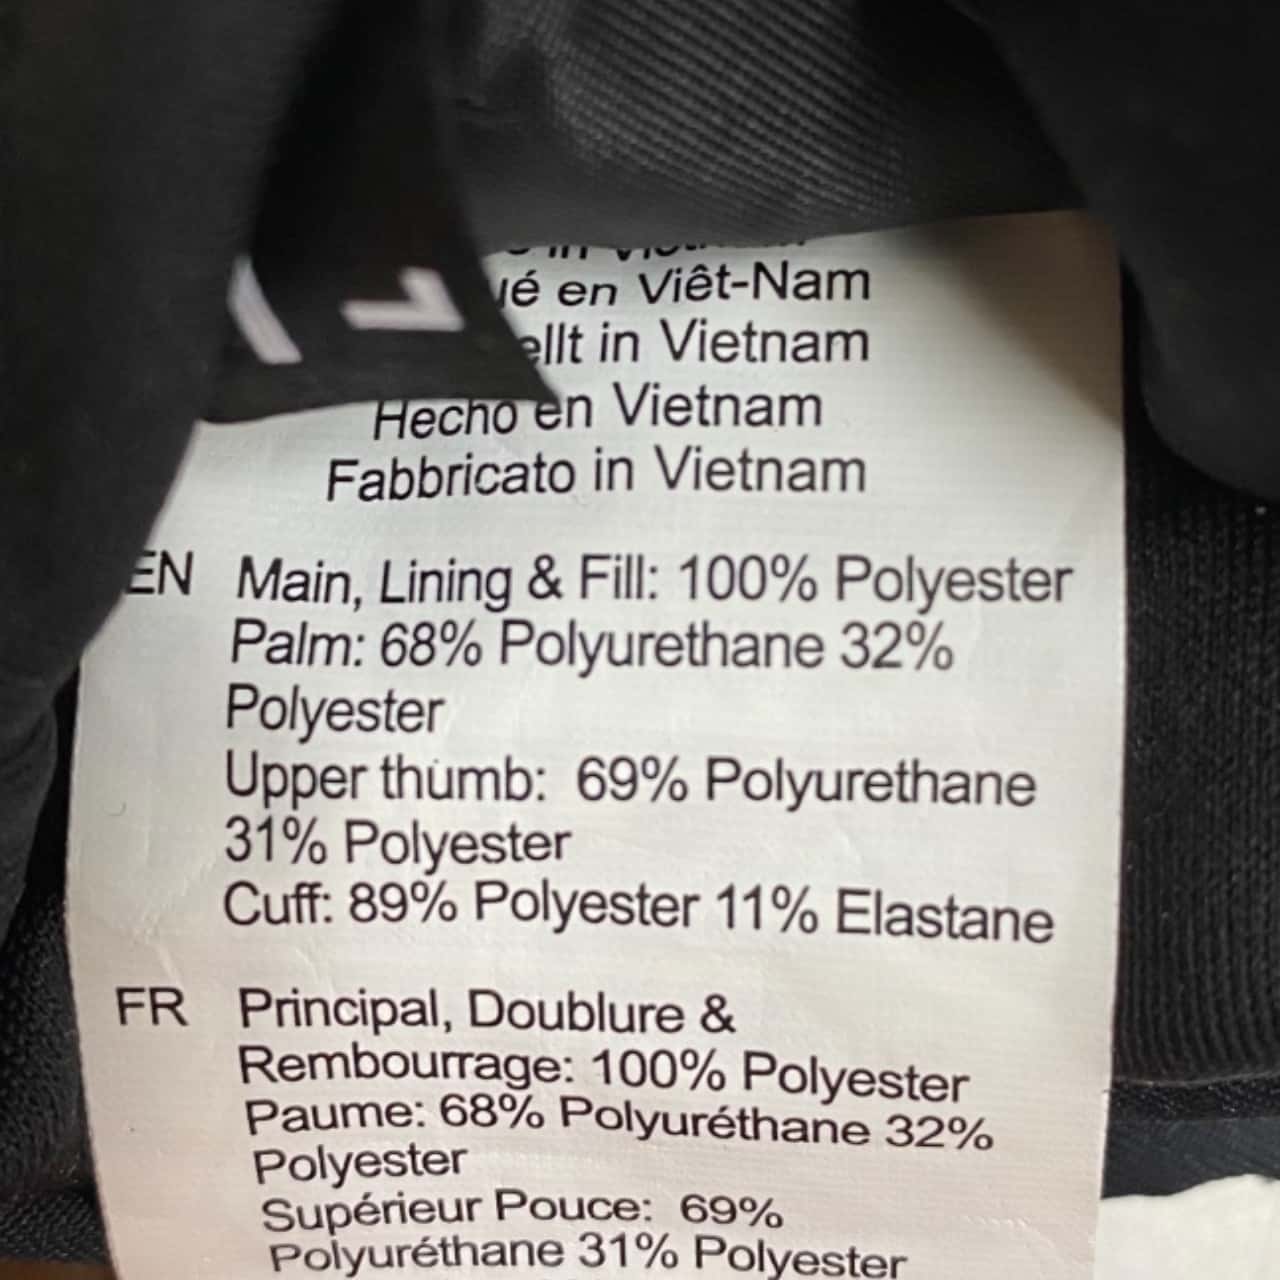 en Viêt-Nam
in Vietnam
Hecho en Vietnam
Fabbricato in Vietnam
EN Main, Lining & Fill: 100% Polyester
Palm: 68% Polyurethane 32%
Polyester
Upper thumb: 69% Polyurethane
31% Polyester
Cuff: 89% Polyester 11% Elastane
FR Principal, Doublure &
Rembourrage: 100% Polyester
Paume: 68% Polyuréthane 32%
Polyester
Supérieur Pouce: 69%
Polyuréthane 31% Polyester